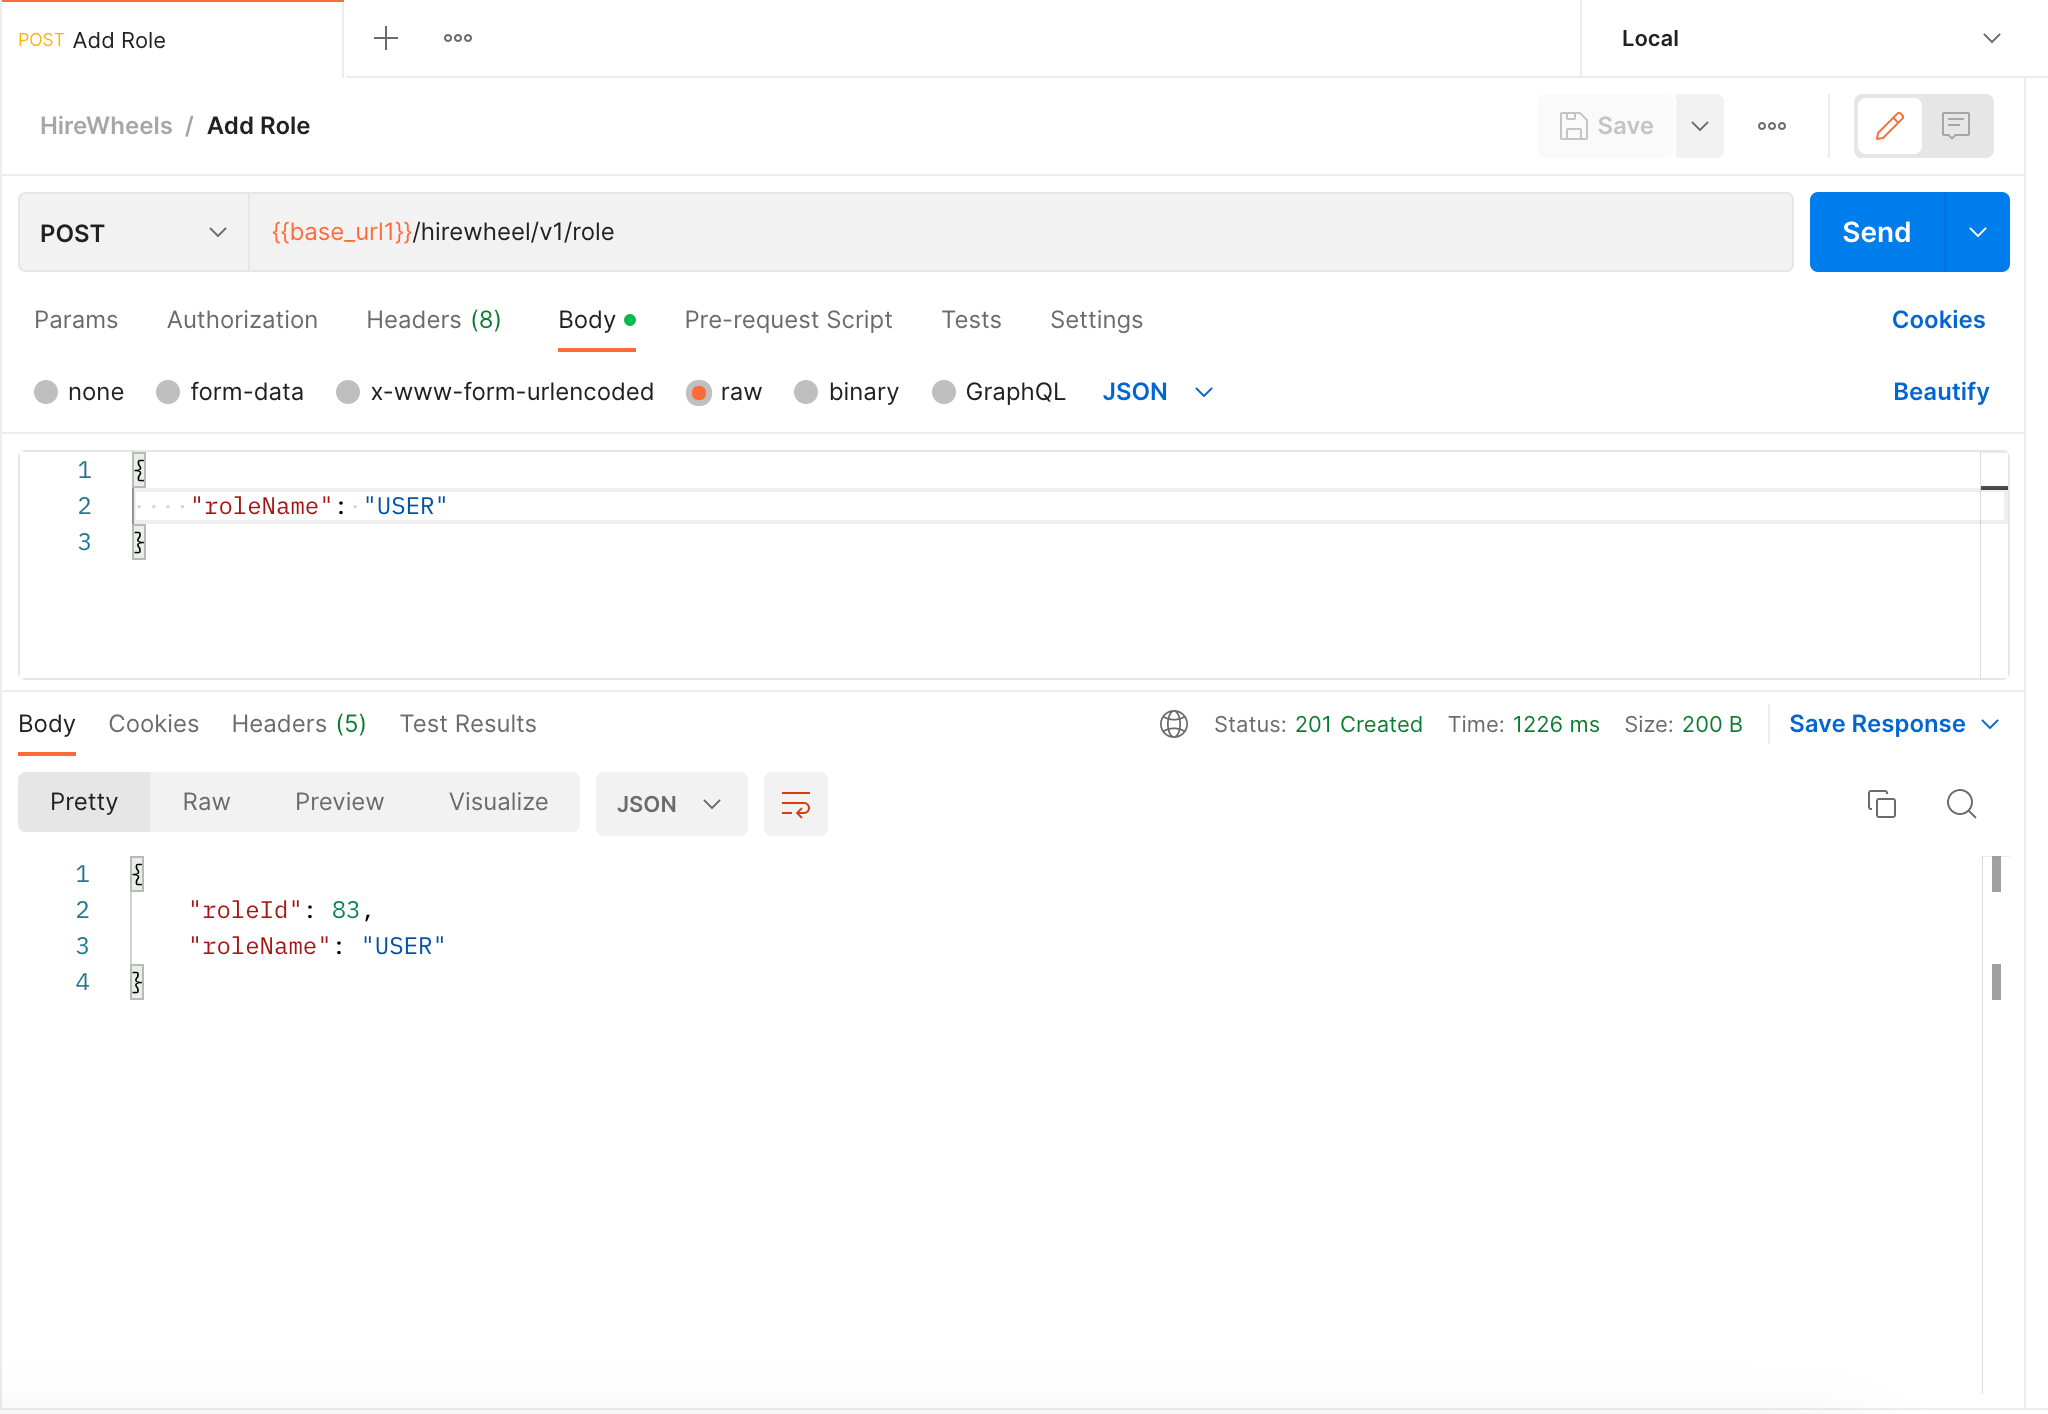 POST Add Role
Local
HireWheels / Add Role
Save
POST {{base_url1}}/hirewheel/v1/role Send
Params Authorization Headers (8) Body Pre-request Script Tests Settings Cookies
none form-data x-www-form-urlencoded raw binary GraphQL JSON Beautify
1 {
2 "roleName": "USER"
3 }
Body Cookies Headers (5) Test Results Status: 201 Created Time: 1226 ms Size: 200 B Save Response
Pretty Raw Preview Visualize JSON
1 {
2 "roleId": 83,
3 "roleName": "USER"
4 }